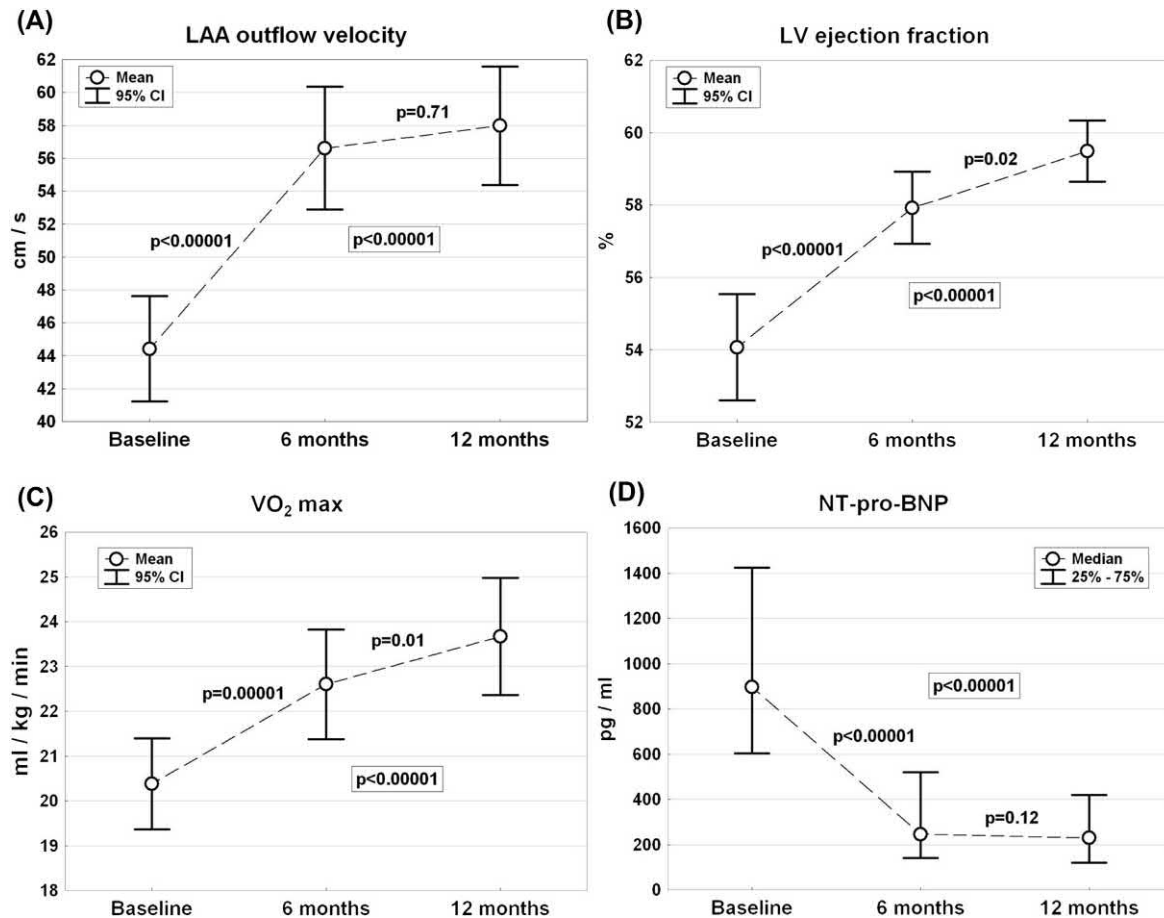 (A)
LAA outflow velocity
Mean
95% CI
62
60
58
56
54
52
50
48
46
44
42
40
cm / s
p<0.00001
p=0.71
p<0.00001
Baseline
6 months
12 months
(B)
LV ejection fraction
Mean
95% CI
62
60
58
56
54
52
%
p<0.00001
p=0.02
p<0.00001
Baseline
6 months
12 months
(C)
VO₂ max
Mean
95% CI
26
25
24
23
22
21
20
19
18
ml / kg / min
p=0.00001
p=0.01
p<0.00001
Baseline
6 months
12 months
(D)
NT-pro-BNP
Median
25% - 75%
1600
1400
1200
1000
800
600
400
200
0
pg / ml
p<0.00001
p<0.00001
p=0.12
Baseline
6 months
12 months